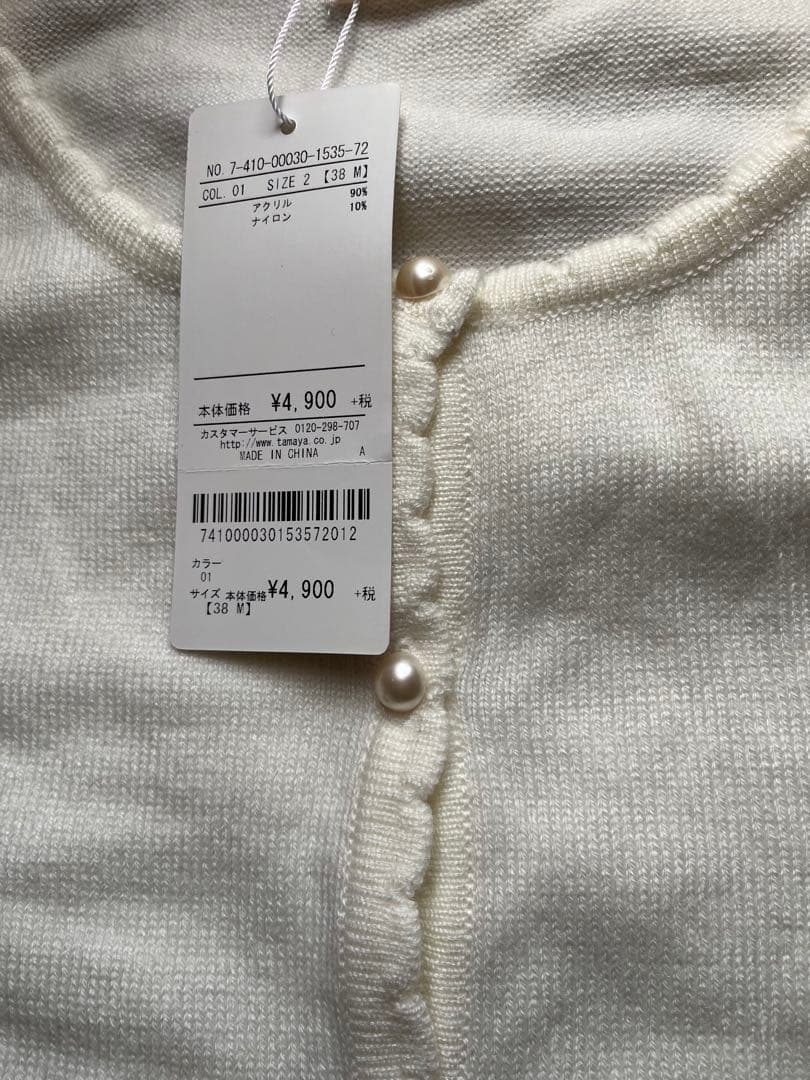 NO. 7-410-00030-1535-72
COL. 01 SIZE 2 【38 M】
アクリル 90%
ナイロン 10%
本体価格 ¥4,900 +税
カスタマーサービス 0120-298-707
http://www.tamaya.co.jp
MADE IN CHINA A
741000030153572012
カラー
01
サイズ 本体価格 ¥4,900 +税
【38 M】